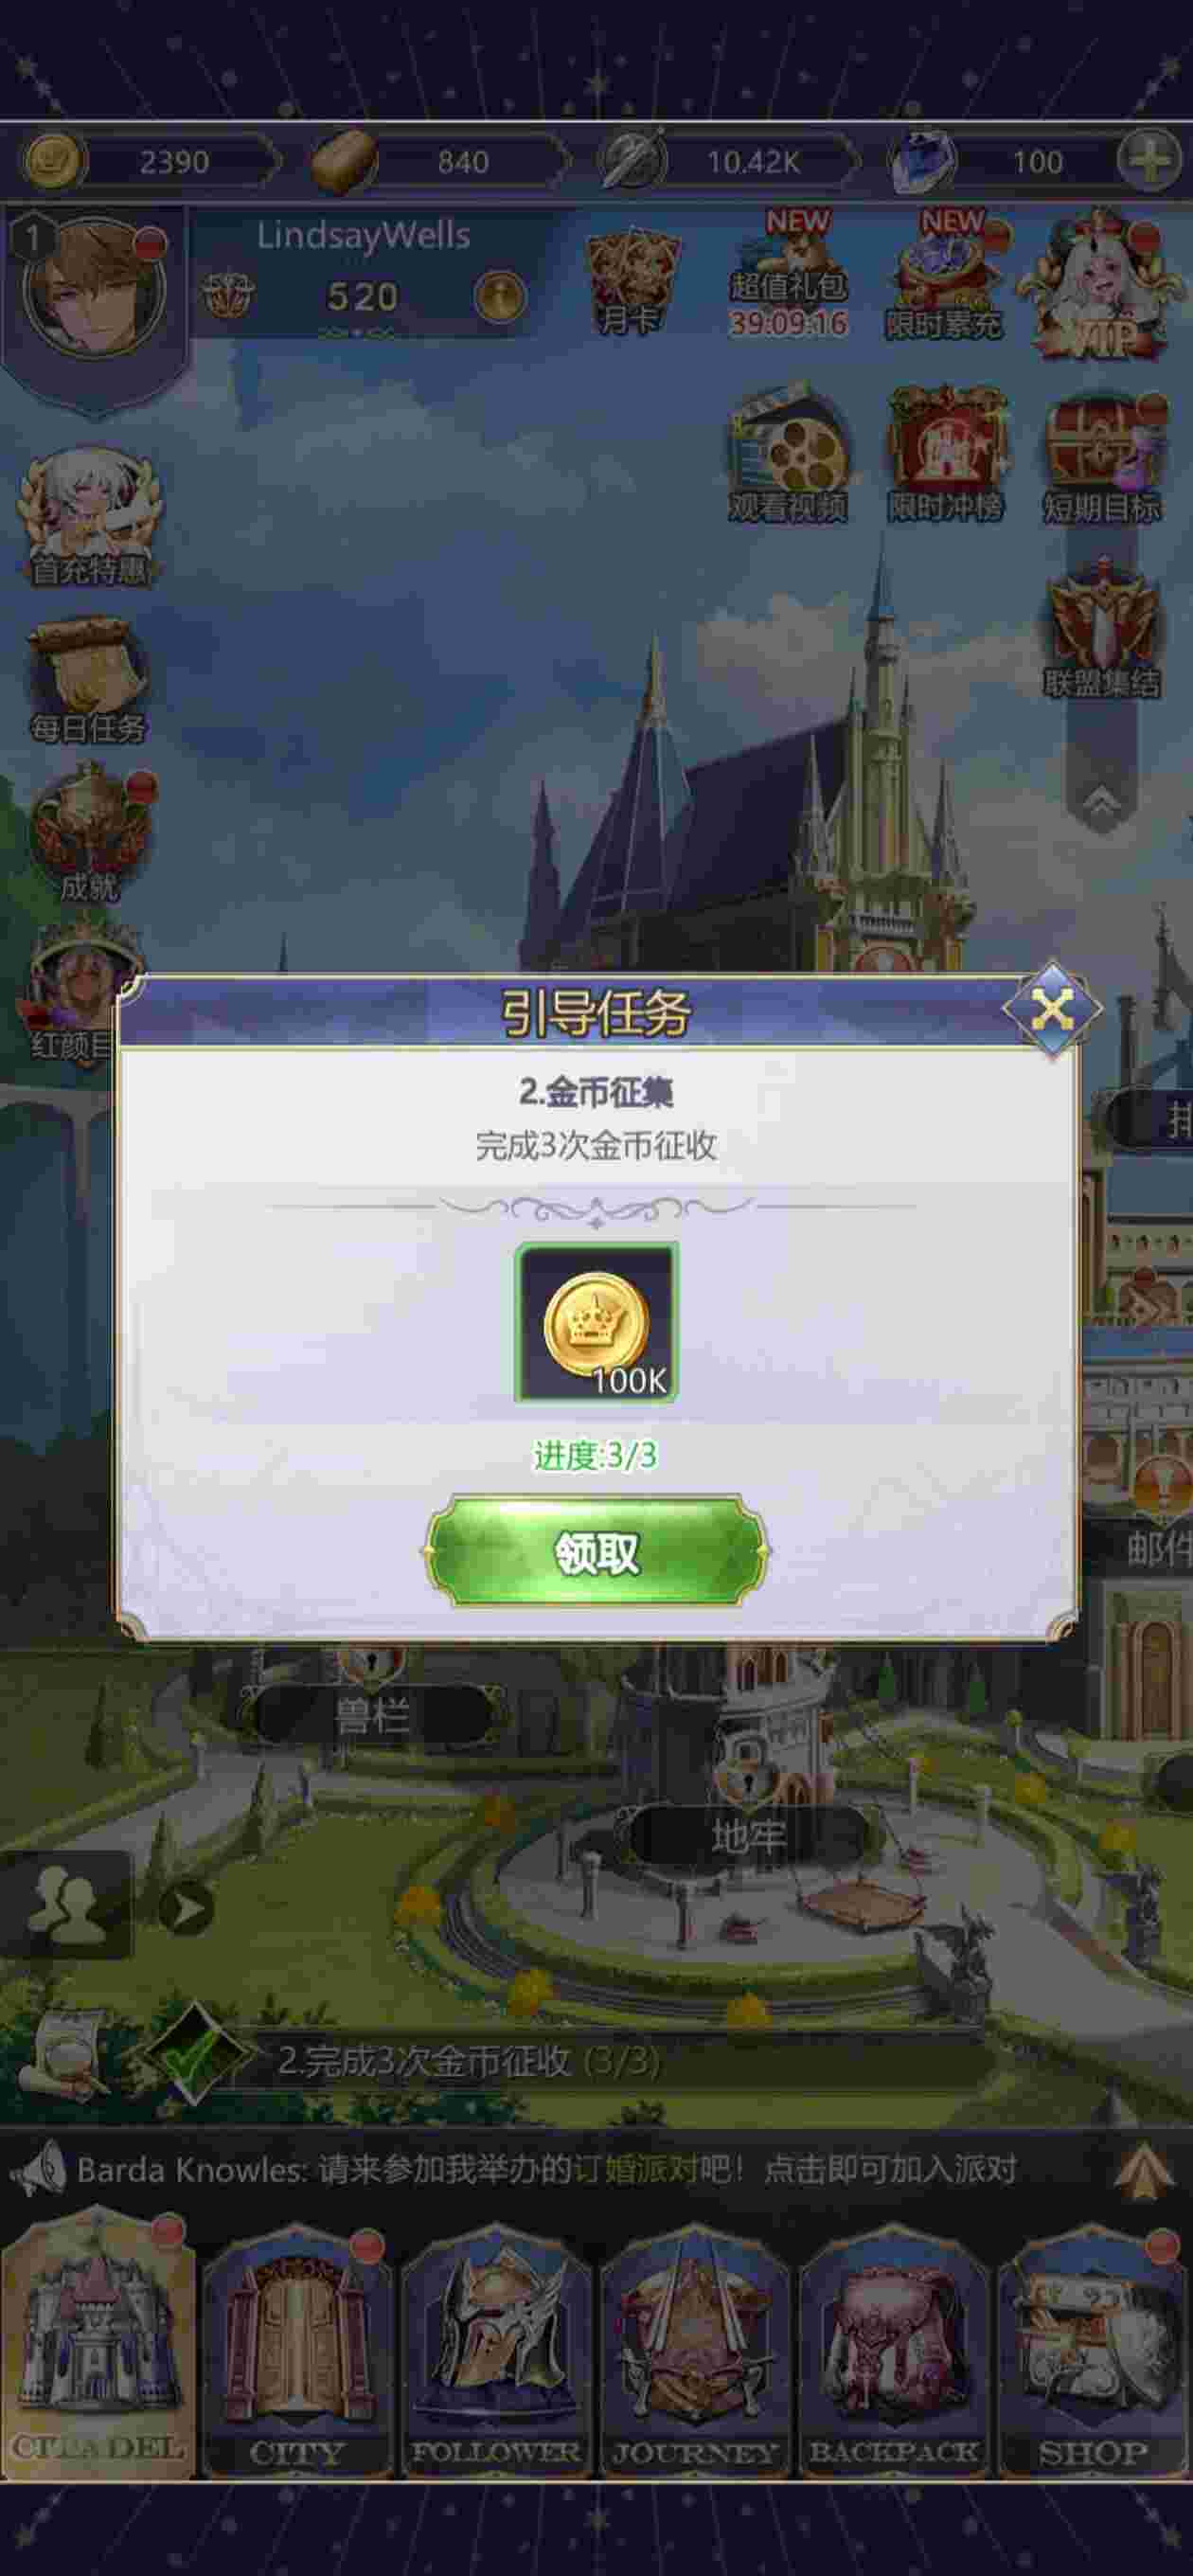 2390
840
10.42K
100
1
LindsayWells
520
月卡
NEW
超值礼包
39:09:16
NEW
限时累充
VIP
首充特惠
观看视频
限时冲榜
短期目标
每日任务
联盟集结
成就
红颜
引导任务
2.金币征集
完成3次金币征收
100K
进度:3/3
领取
邮件
兽栏
地牢
2.完成3次金币征收 (3/3)
Barda Knowles: 请来参加我举办的订婚派对吧！点击即可加入派对
CITADEL
CITY
FOLLOWER
JOURNEY
BACKPACK
SHOP